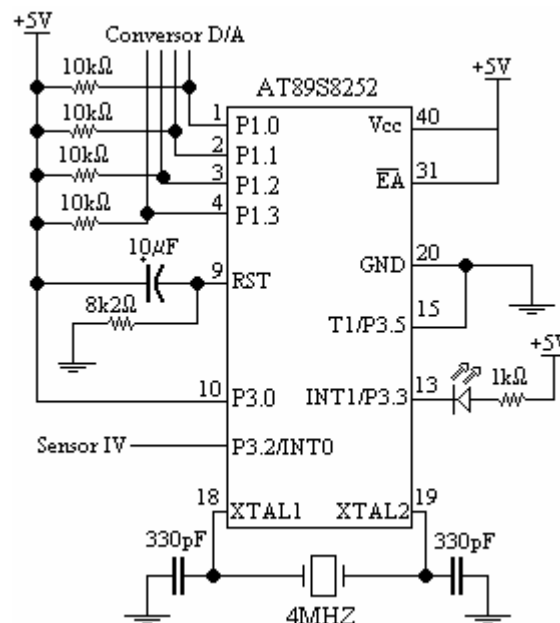 +5V
Conversor D/A
10kΩ
10kΩ
10kΩ
10kΩ
AT89S8252
+5V
1
P1.0
Vcc
40
2
P1.1
3
P1.2
EA
31
4
P1.3
10µF
9
RST
GND
20
8k2Ω
T1/P3.5
15
+5V
10
P3.0
INT1/P3.3
13
1kΩ
Sensor IV
P3.2/INT0
18
XTAL1
XTAL2
19
330pF
330pF
4MHZ